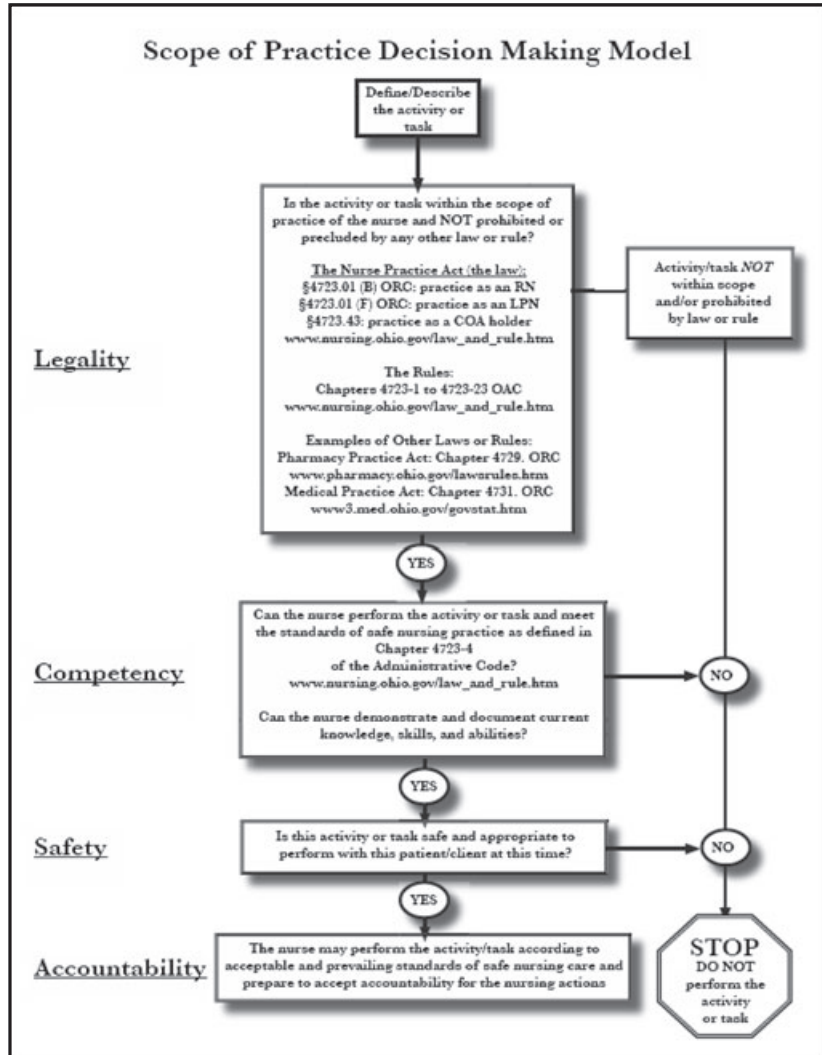 Scope of Practice Decision Making Model
Define/Describe
the activity or
task
Is the activity or task within the scope of
practice of the nurse and NOT prohibited or
precluded by any other law or rule?
The Nurse Practice Act (the law):
§4723.01 (B) ORC: practice as an RN
§4723.01 (F) ORC: practice as an LPN
§4723.43: practice as a COA holder
www.nursing.ohio.gov/law_and_rule.htm
The Rules:
Chapters 4723-1 to 4723-23 OAC
www.nursing.ohio.gov/law_and_rule.htm
Examples of Other Laws or Rules:
Pharmacy Practice Act: Chapter 4729. ORC
www.pharmacy.ohio.gov/lawsrules.htm
Medical Practice Act: Chapter 4731. ORC
www3.med.ohio.gov/govstat.htm
Activity/task NOT
within scope
and/or prohibited
by law or rule
Legality
YES
Can the nurse perform the activity or task and meet
the standards of safe nursing practice as defined in
Chapter 4723-4
of the Administrative Code?
www.nursing.ohio.gov/law_and_rule.htm
Can the nurse demonstrate and document current
knowledge, skills, and abilities?
Competency
NO
YES
Safety
Is this activity or task safe and appropriate to
perform with this patient/client at this time?
NO
YES
Accountability
The nurse may perform the activity/task according to
acceptable and prevailing standards of safe nursing care and
prepare to accept accountability for the nursing actions
STOP
DO NOT
perform the
activity
or task